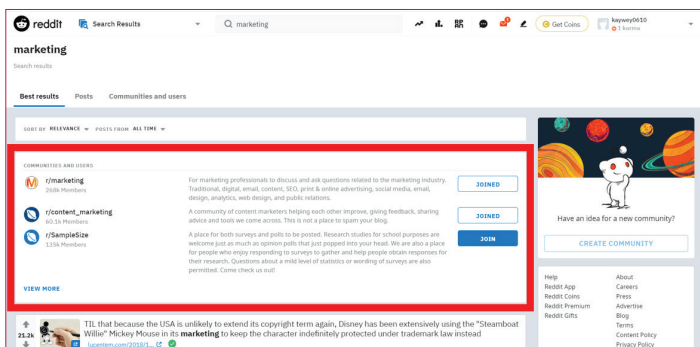 reddit Search Results marketing Get Coins kaywey0610
1 karma
marketing
Search results
Best results Posts Communities and users
SORT BY RELEVANCE POSTS FROM ALL TIME
COMMUNITIES AND USERS
r/marketing
268k Members
For marketing professionals to discuss and ask questions related to the marketing industry.
Traditional, digital, email, content, SEO, print & online advertising, social media, email,
design, analytics, web design, and public relations.
JOINED
r/content_marketing
60.1k Members
A community of content marketers helping each other improve, giving feedback, sharing
advice and tools we come across. This is not a place to spam your blog.
JOINED
r/SampleSize
135k Members
A place for both surveys and polls to be posted. Research studies for school purposes are
welcome just as much as opinion polls that just popped into your head. We are also a place
for people who enjoy responding to surveys to gather and help people obtain responses for
their research. Questions about a mid level of statistics or wording of surveys are also
permitted. Come check us out!
JOIN
VIEW MORE
21.2k
TIL that because the USA is unlikely to extend its copyright term again, Disney has been extensively using the "Steamboat
Willie" Mickey Mouse in its marketing to keep the character indefinitely protected under trademark law instead
lucentem.com/2018/1...
Have an idea for a new community?
CREATE COMMUNITY
Help About
Reddit App Careers
Reddit Coins Press
Reddit Premium Advertise
Reddit Gifts Blog
Terms
Content Policy
Privacy Policy